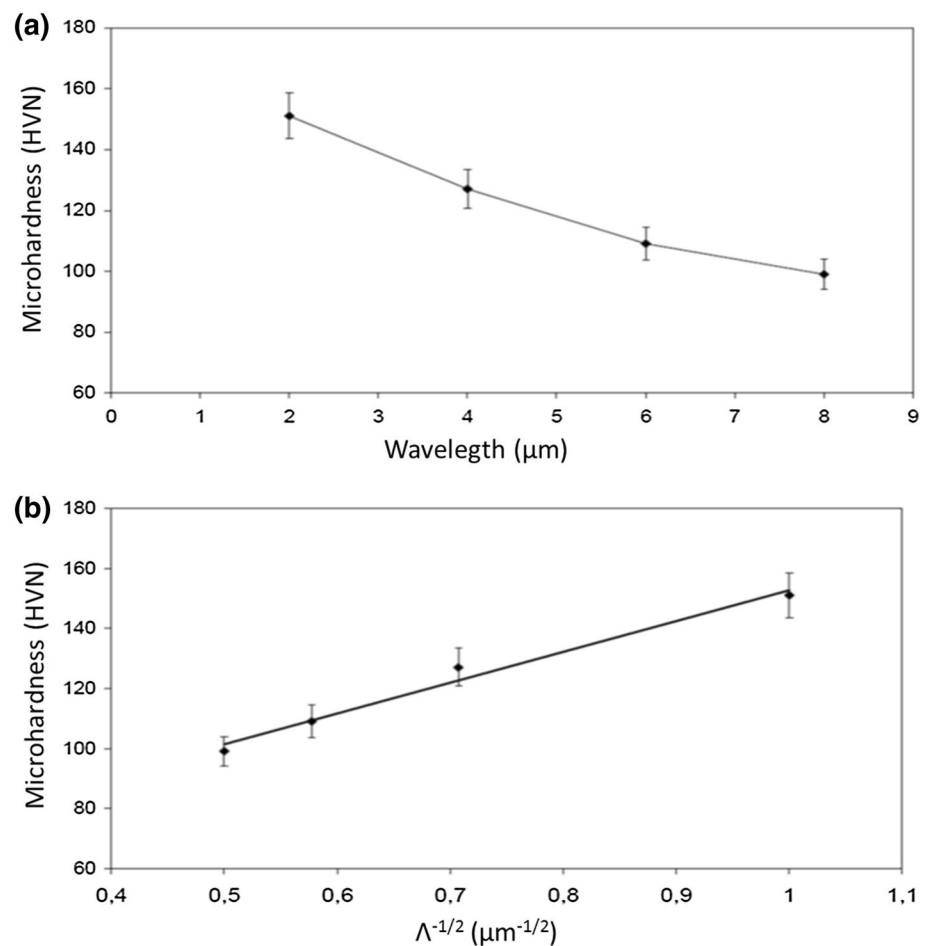 (a)
Microhardness (HVN)
180
160
140
120
100
80
60
0 1 2 3 4 5 6 7 8 9
Wavelegth (μm)
(b)
Microhardness (HVN)
180
160
140
120
100
80
60
0,4 0,5 0,6 0,7 0,8 0,9 1 1,1
Λ-1/2 (μm-1/2)